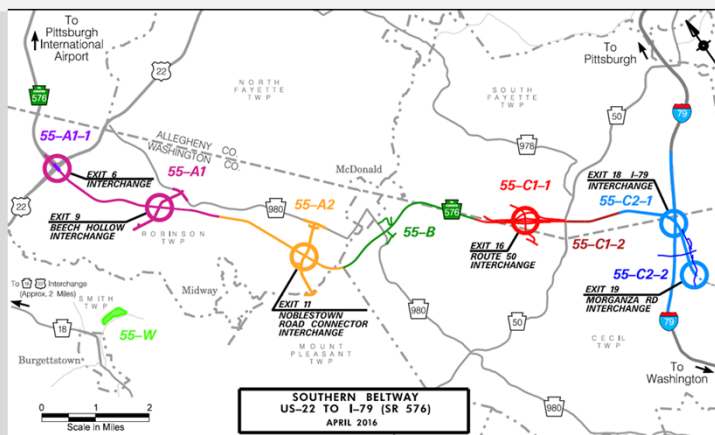 To
Pittsburgh
International
Airport
22
576
NORTH
FAYETTE
TWP
SOUTH
FAYETTE
TWP
To
Pittsburgh
50
79
978
55-A1-1
ALLEGHENY CO.
WASHINGTON CO.
McDonald
EXIT 6
INTERCHANGE
55-A1
EXIT 18 I-79
INTERCHANGE
55-C1-1
55-C2-1
980
55-A2
576
22
EXIT 9
BEECH HOLLOW
INTERCHANGE
ROBINSON
TWP
55-B
EXIT 16
ROUTE 50
INTERCHANGE
55-C1-2
55-C2-2
EXIT 19
MORGANZA RD
INTERCHANGE
Midway
EXIT 11
NOBLESTOWN
ROAD CONNECTOR
INTERCHANGE
MOUNT
PLEASANT
TWP
980
50
79
CECIL
TWP
To 18 22 Interchange
(Approx. 2 Miles)
SMITH
TWP
18
55-W
Burgettstown
To
Washington
SOUTHERN BELTWAY
US-22 TO I-79 (SR 576)
APRIL 2016
980
0 1 2
Scale in Miles